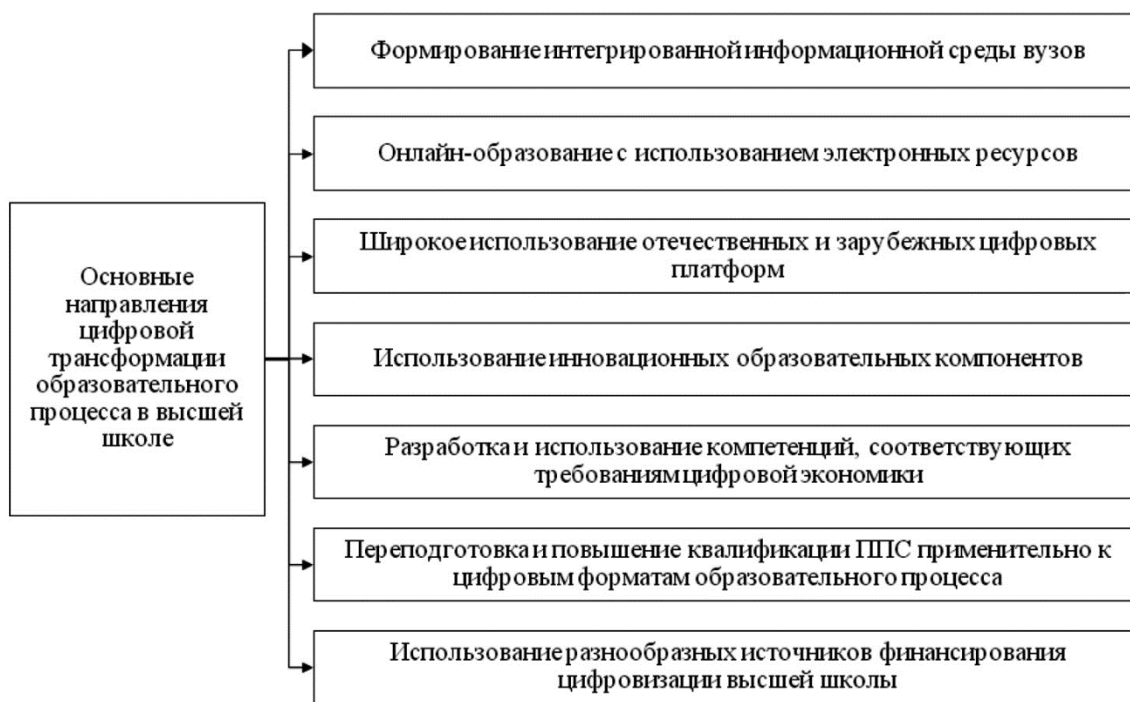 Основные
направления
цифровой
трансформации
образовательного
процесса в высшей
школе
Формирование интегрированной информационной среды вузов
Онлайн-образование с использованием электронных ресурсов
Широкое использование отечественных и зарубежных цифровых
платформ
Использование инновационных образовательных компонентов
Разработка и использование компетенций, соответствующих
требованиям цифровой экономики
Переподготовка и повышение квалификации ППС применительно к
цифровым форматам образовательного процесса
Использование разнообразных источников финансирования
цифровизации высшей школы